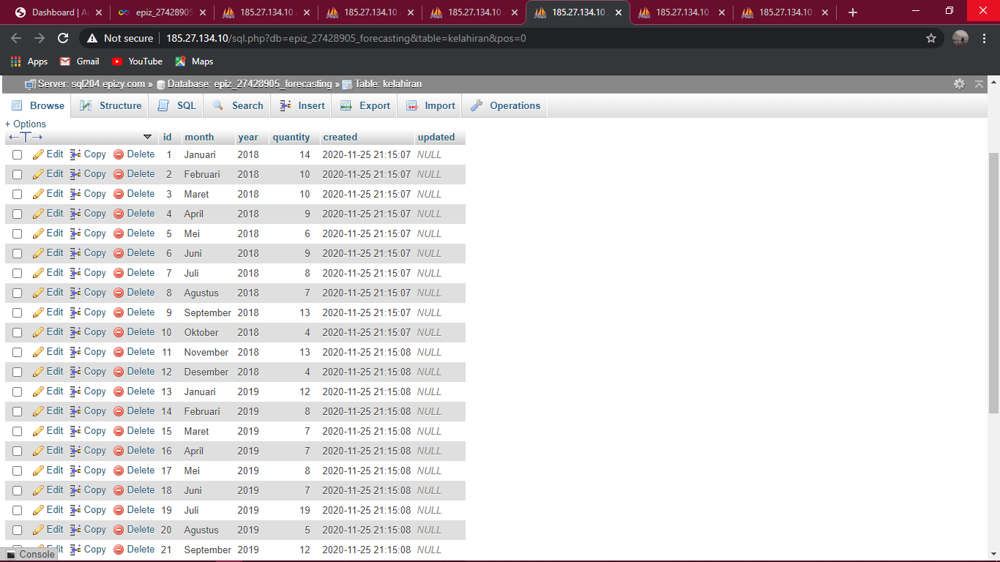 Dashboard | A
epiz_27428905
185.27.134.10
185.27.134.10
185.27.134.10
185.27.134.10
185.27.134.10
185.27.134.10
Not secure 185.27.134.10/sql.php?db=epiz_27428905_forecasting&table=kelahiran&pos=0
Apps Gmail YouTube Maps
Server: sql204.epizy.com » Database: epiz_27428905_forecasting » Table: kelahiran
Browse Structure SQL Search Insert Export Import Operations
+ Options
id month year quantity created updated
Edit Copy Delete 1 Januari 2018 14 2020-11-25 21:15:07 NULL
Edit Copy Delete 2 Februari 2018 10 2020-11-25 21:15:07 NULL
Edit Copy Delete 3 Maret 2018 10 2020-11-25 21:15:07 NULL
Edit Copy Delete 4 April 2018 9 2020-11-25 21:15:07 NULL
Edit Copy Delete 5 Mei 2018 6 2020-11-25 21:15:07 NULL
Edit Copy Delete 6 Juni 2018 9 2020-11-25 21:15:07 NULL
Edit Copy Delete 7 Juli 2018 8 2020-11-25 21:15:07 NULL
Edit Copy Delete 8 Agustus 2018 7 2020-11-25 21:15:07 NULL
Edit Copy Delete 9 September 2018 13 2020-11-25 21:15:07 NULL
Edit Copy Delete 10 Oktober 2018 4 2020-11-25 21:15:07 NULL
Edit Copy Delete 11 November 2018 13 2020-11-25 21:15:08 NULL
Edit Copy Delete 12 Desember 2018 4 2020-11-25 21:15:08 NULL
Edit Copy Delete 13 Januari 2019 12 2020-11-25 21:15:08 NULL
Edit Copy Delete 14 Februari 2019 8 2020-11-25 21:15:08 NULL
Edit Copy Delete 15 Maret 2019 7 2020-11-25 21:15:08 NULL
Edit Copy Delete 16 April 2019 7 2020-11-25 21:15:08 NULL
Edit Copy Delete 17 Mei 2019 8 2020-11-25 21:15:08 NULL
Edit Copy Delete 18 Juni 2019 7 2020-11-25 21:15:08 NULL
Edit Copy Delete 19 Juli 2019 19 2020-11-25 21:15:08 NULL
Edit Copy Delete 20 Agustus 2019 5 2020-11-25 21:15:08 NULL
Copy Delete 21 September 2019 12 2020-11-25 21:15:08 NULL
Console